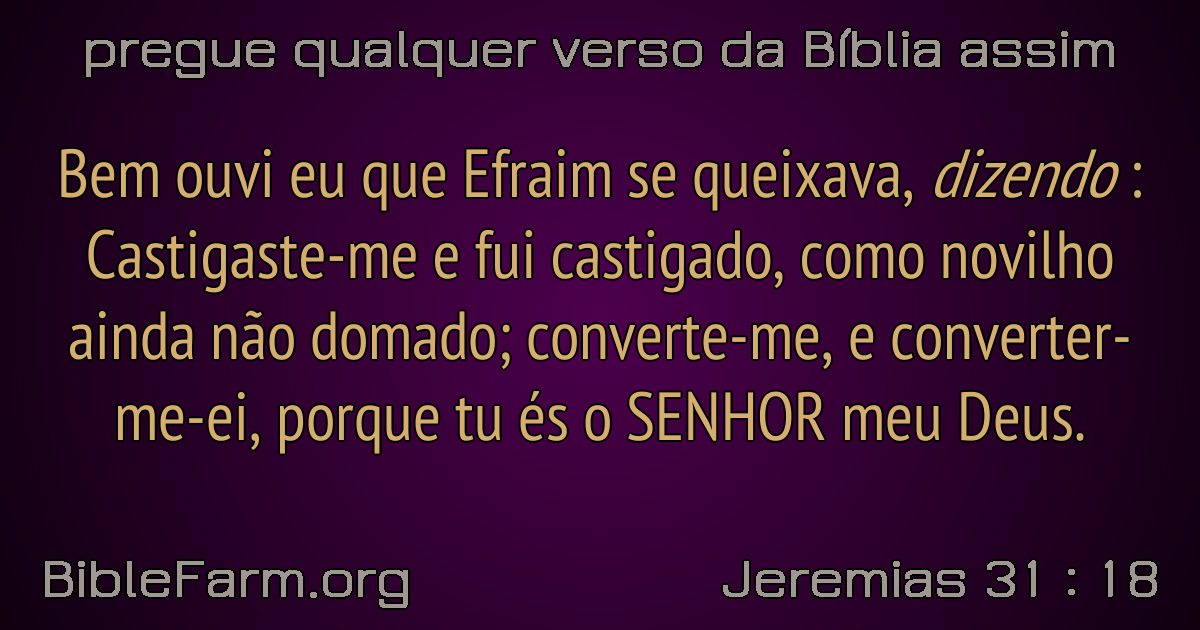 pregue qualquer verso da Bíblia assim
Bem ouvi eu que Efraim se queixava, dizendo :
Castigaste-me e fui castigado, como novilho
ainda não domado; converte-me, e converter-
me-ei, porque tu és o SENHOR meu Deus.
BibleFarm.org
Jeremias 31 : 18